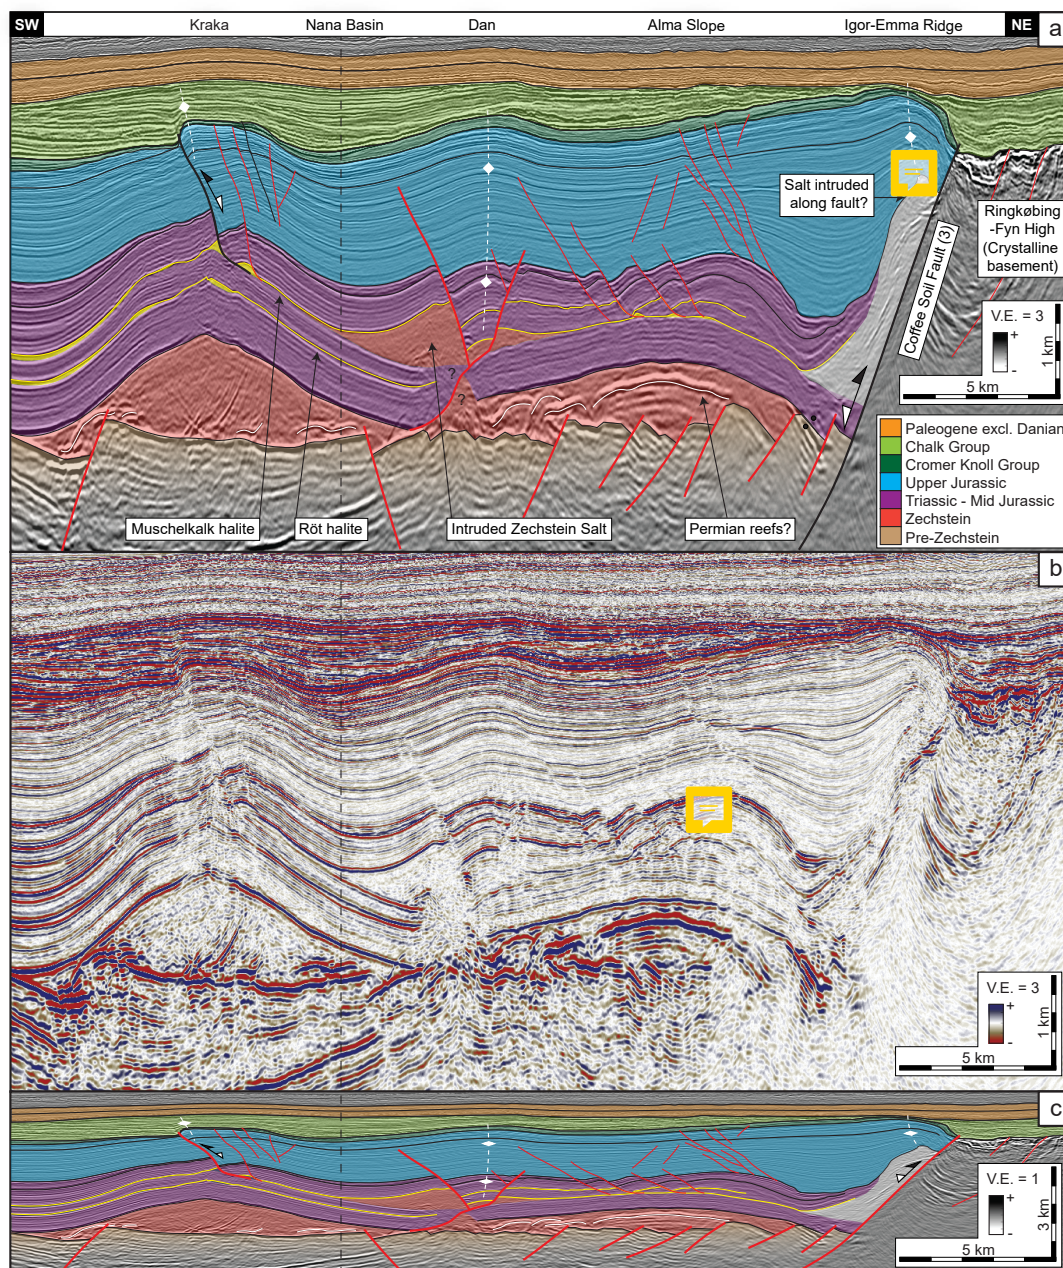 SW
Kraka
Nana Basin
Dan
Alma Slope
Igor-Emma Ridge
NE
a
Salt intruded
along fault?
Coffee Soil Fault (3)
Ringkøbing
-Fyn High
(Crystalline
basement)
V.E. = 3
+
-
1 km
5 km
?
?
Muschelkalk halite
Röt halite
Intruded Zechstein Salt
Permian reefs?
Paleogene excl. Danian
Chalk Group
Cromer Knoll Group
Upper Jurassic
Triassic - Mid Jurassic
Zechstein
Pre-Zechstein
b
V.E. = 3
+
-
1 km
5 km
c
V.E. = 1
+
-
3 km
5 km